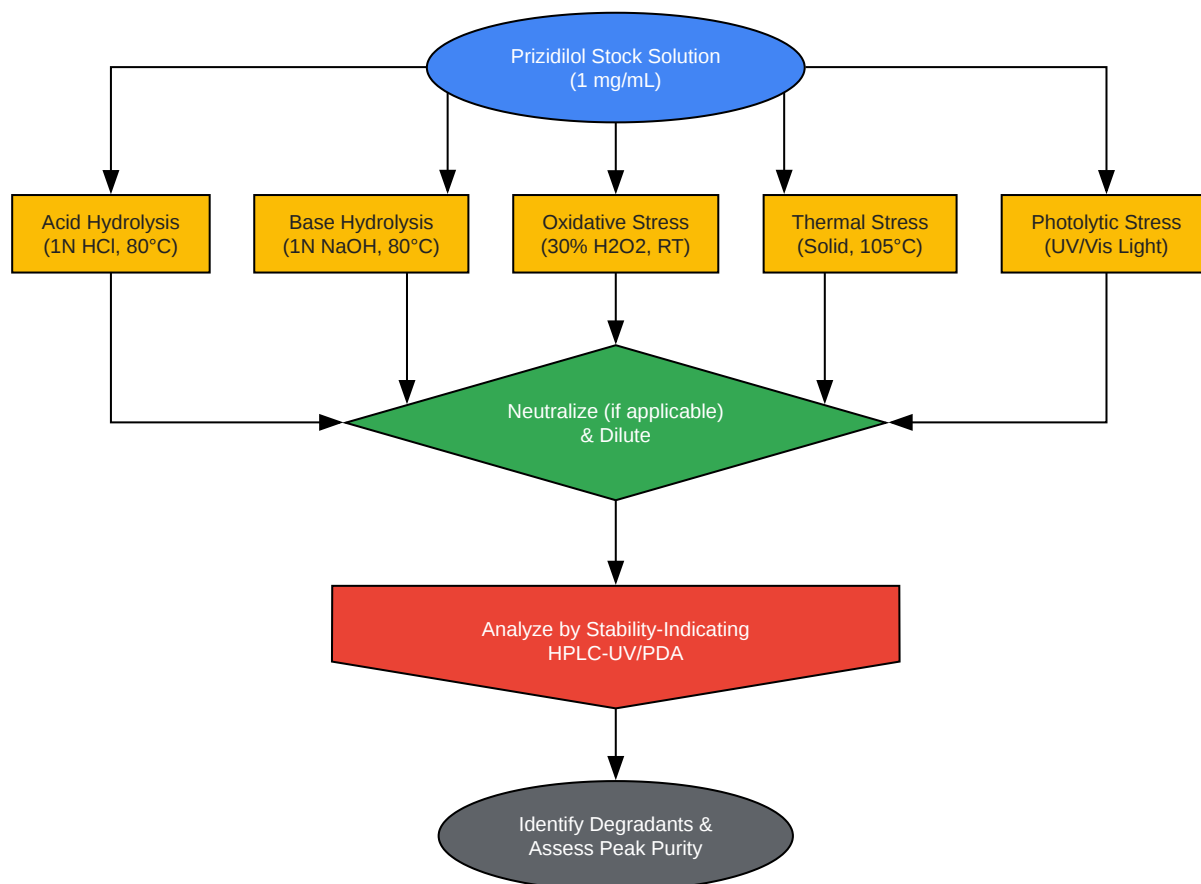 Prizidilol Stock Solution
(1 mg/mL)
Acid Hydrolysis
(1N HCl, 80°C)
Base Hydrolysis
(1N NaOH, 80°C)
Oxidative Stress
(30% H2O2, RT)
Thermal Stress
(Solid, 105°C)
Photolytic Stress
(UV/Vis Light)
Neutralize (if applicable)
& Dilute
Analyze by Stability-Indicating
HPLC-UV/PDA
Identify Degradants &
Assess Peak Purity